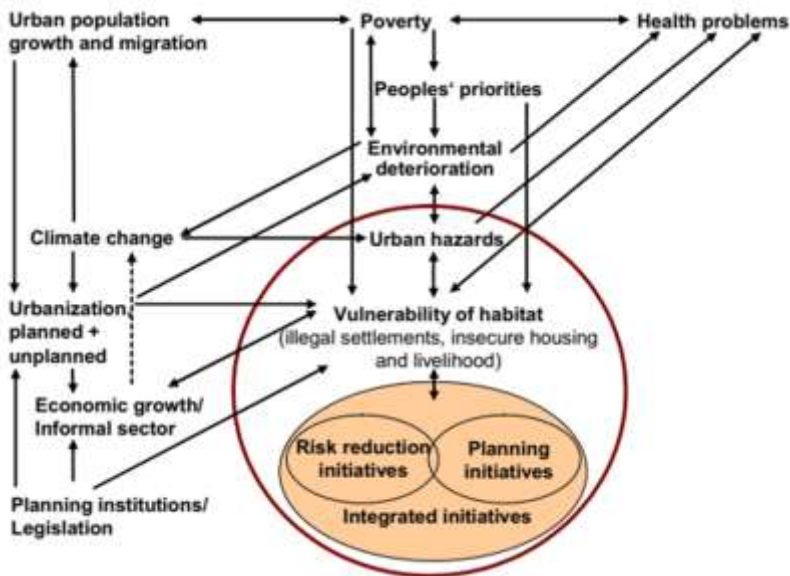 Urban population
growth and migration
Poverty
Health problems
Peoples' priorities
Environmental
deterioration
Climate change
Urban hazards
Urbanization,
planned +
unplanned
Vulnerability of habitat
(illegal settlements, insecure housing
and livelihood)
Economic growth/
Informal sector
Risk reduction
initiatives
Planning
initiatives
Planning institutions/
Legislation
Integrated initiatives